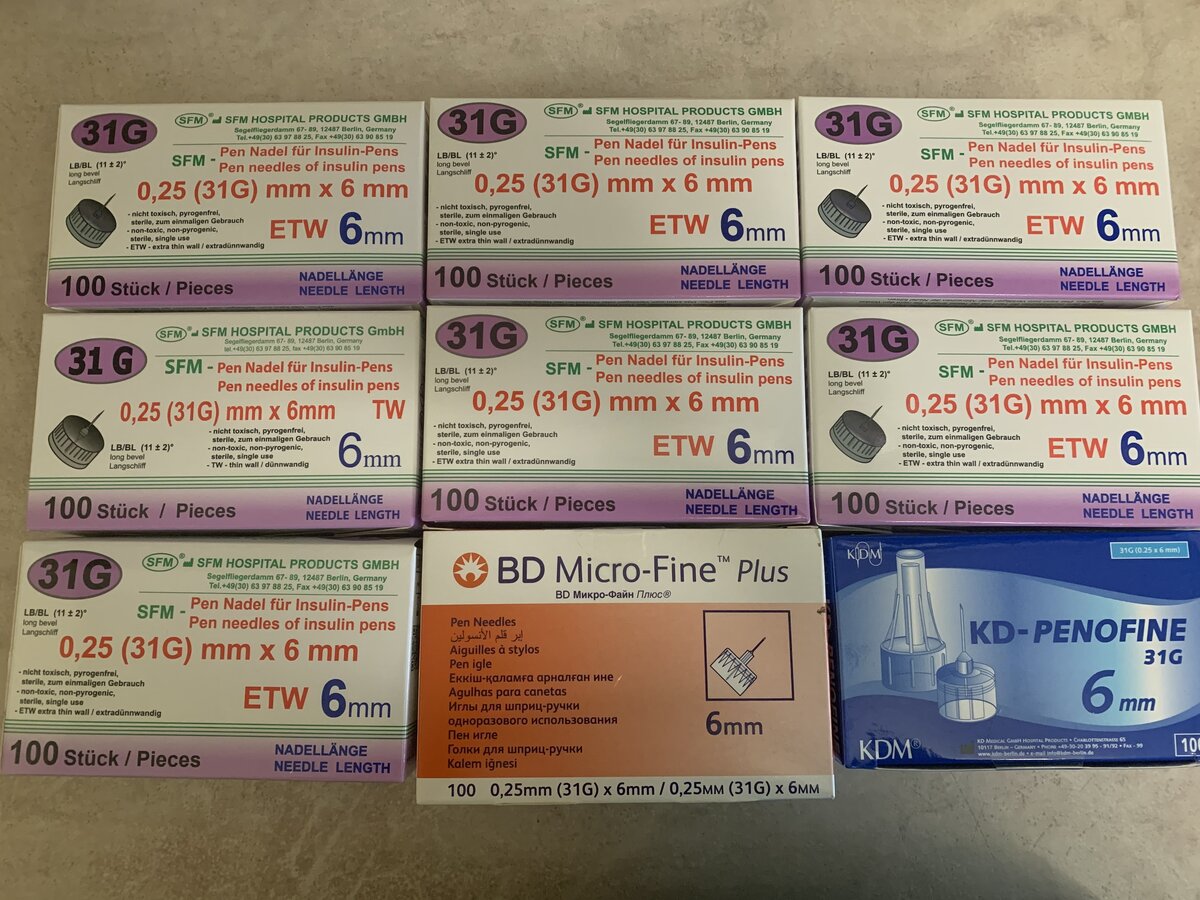 31G
SFM® SFM HOSPITAL PRODUCTS GMBH
Segelfliegerdamm 67- 89, 12487 Berlin, Germany
Tel.+49(30) 63 97 88 25, Fax +49(30) 63 90 85 19
LB/BL (11 ± 2)°
long bevel
Langschliff
SFM - Pen Nadel für Insulin-Pens
Pen needles of insulin pens
0,25 (31G) mm x 6 mm
- nicht toxisch, pyrogenfrei,
sterile, zum einmaligen Gebrauch
- non-toxic, non-pyrogenic,
sterile, single use
- ETW - extra thin wall / extradünnwandig
ETW 6mm
100 Stück / Pieces
NADELLÄNGE
NEEDLE LENGTH
31G
SFM® SFM HOSPITAL PRODUCTS GMBH
Segelfliegerdamm 67- 89, 12487 Berlin, Germany
Tel.+49(30) 63 97 88 25, Fax +49(30) 63 90 85 19
LB/BL (11 ± 2)°
long bevel
Langschliff
SFM - Pen Nadel für Insulin-Pens
Pen needles of insulin pens
0,25 (31G) mm x 6 mm
- nicht toxisch, pyrogenfrei,
sterile, zum einmaligen Gebrauch
- non-toxic, non-pyrogenic,
sterile, single use
- ETW extra thin wall / extradünnwandig
ETW 6mm
100 Stück / Pieces
NADELLÄNGE
NEEDLE LENGTH
31G
SFM® SFM HOSPITAL PRODUCTS GMBH
Segelfliegerdamm 67- 89, 12487 Berlin, Germany
Tel.+49(30) 63 97 88 25, Fax +49(30) 63 90 85 19
LB/BL (11 ± 2)°
long bevel
Langschliff
SFM - Pen Nadel für Insulin-Pens
Pen needles of insulin pens
0,25 (31G) mm x 6 mm
- nicht toxisch, pyrogenfrei,
sterile, zum einmaligen Gebrauch
- non-toxic, non-pyrogenic,
sterile, single use
- ETW - extra thin wall / extradünnwandig
ETW 6mm
100 Stück / Pieces
NADELLÄNGE
NEEDLE LENGTH
31 G
SFM® SFM HOSPITAL PRODUCTS GmbH
Segelfliegerdamm 67- 89, 12487 Berlin, Germany
tel.+49(30) 63 97 88 25, fax +49(30) 63 90 85 19
SFM - Pen Nadel für Insulin-Pens
Pen needles of insulin pens
0,25 (31G) mm x 6mm TW
LB/BL (11 ± 2)°
long bevel
Langschliff
- nicht toxisch, pyrogenfrei,
sterile, zum einmaligen Gebrauch
- non-toxic, non-pyrogenic,
sterile, single use
- TW - thin wall / dünnwandig
6mm
100 Stück / Pieces
NADELLÄNGE
NEEDLE LENGTH
31G
SFM® SFM HOSPITAL PRODUCTS GMBH
Segelfliegerdamm 67- 89, 12487 Berlin, Germany
Tel.+49(30) 63 97 88 25, Fax +49(30) 63 90 85 19
LB/BL (11 ± 2)°
long bevel
Langschliff
SFM - Pen Nadel für Insulin-Pens
Pen needles of insulin pens
0,25 (31G) mm x 6 mm
- nicht toxisch, pyrogenfrei,
sterile, zum einmaligen Gebrauch
- non-toxic, non-pyrogenic,
sterile, single use
- ETW extra thin wall / extradünnwandig
ETW 6mm
100 Stück / Pieces
NADELLÄNGE
NEEDLE LENGTH
31G
SFM® SFM HOSPITAL PRODUCTS GMBH
Segelfliegerdamm 67- 89, 12487 Berlin, Germany
Tel.+49(30) 63 97 88 25, Fax +49(30) 63 90 85 19
LB/BL (11 ± 2)°
long bevel
Langschliff
SFM - Pen Nadel für Insulin-Pens
Pen needles of insulin pens
0,25 (31G) mm x 6 mm
- nicht toxisch, pyrogenfrei,
sterile, zum einmaligen Gebrauch
- non-toxic, non-pyrogenic,
sterile, single use
- ETW - extra thin wall / extradünnwandig
ETW 6mm
100 Stück / Pieces
NADELLÄNGE
NEEDLE LENGTH
31G
SFM® SFM HOSPITAL PRODUCTS GMBH
Segelfliegerdamm 67- 89, 12487 Berlin, Germany
Tel.+49(30) 63 97 88 25, Fax +49(30) 63 90 85 19
LB/BL (11 ± 2)°
long bevel
Langschliff
SFM - Pen Nadel für Insulin-Pens
Pen needles of insulin pens
0,25 (31G) mm x 6 mm
- nicht toxisch, pyrogenfrei,
sterile, zum einmaligen Gebrauch
- non-toxic, non-pyrogenic,
sterile, single use
- ETW extra thin wall / extradünnwandig
ETW 6mm
100 Stück / Pieces
NADELLÄNGE
NEEDLE LENGTH
BD Micro-Fine™ Plus
BD Микро-Файн Плюс®
Pen Needles
إبر قلم الأنسولين
Aiguilles à stylos
Pen igle
Еккіш-қаламға арналған ине
Agulhas para canetas
Иглы для шприц-ручки
одноразового использования
Пен игле
Голки для шприц-ручки
Kalem iğnesi
6mm
100 0,25mm (31G) x 6mm / 0,25мм (31G) x 6мм
KDM
31G (0.25 x 6 mm)
KD-PENOFINE
31G
6 mm
KDM®
KD MEDICAL GMBH HOSPITAL PRODUCTS • CHARLOTTENSTRASSE 65
10117 BERLIN – GERMANY • PHONE +49-30-20 39 95 - 91/92 • FAX - 99
www.kdm-berlin.de • e-mail info@kdm-berlin.de
100